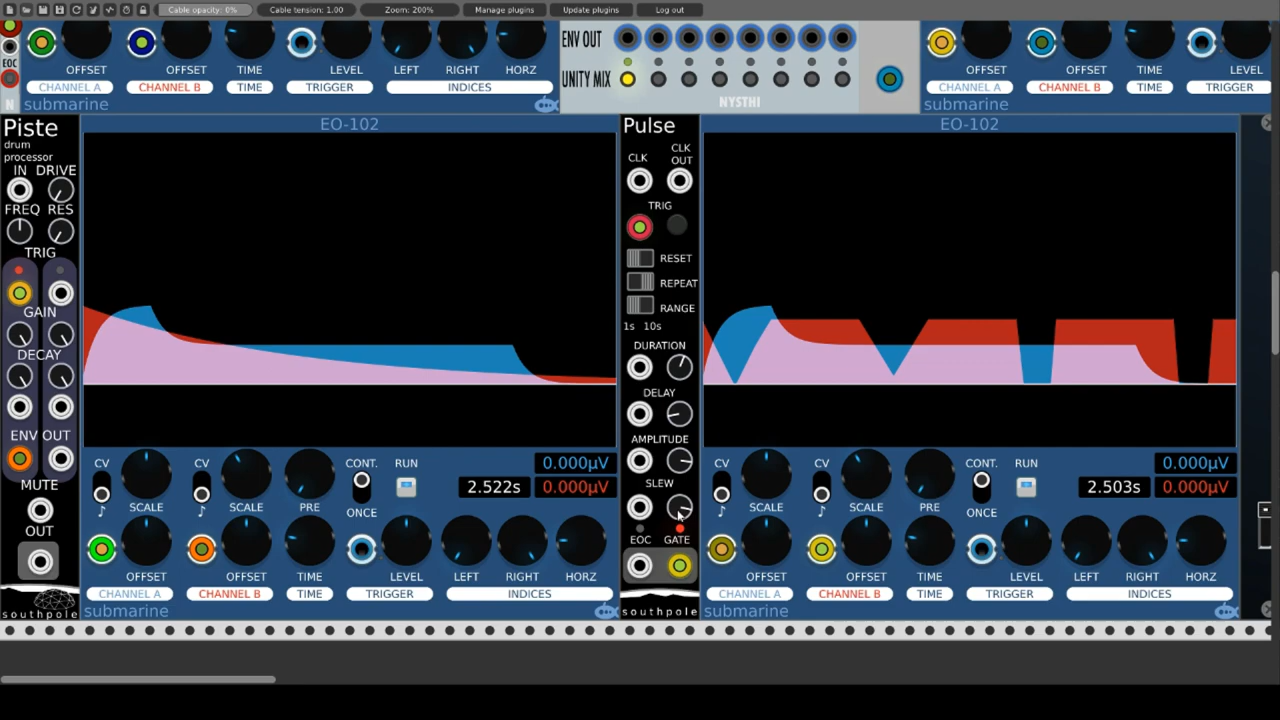 Cable opacity: 0% Cable tension: 1.00 Zoom: 200% Manage plugins Update plugins Log out
EOC
N
OFFSET OFFSET TIME LEVEL LEFT RIGHT HORZ
CHANNEL A CHANNEL B TIME TRIGGER INDICES
submarine
ENV OUT
UNITY MIX
NYSTHI
OFFSET OFFSET TIME LEVEL
CHANNEL A CHANNEL B TIME TRIGGER
submarine
Piste
drum
processor
IN DRIVE
FREQ RES
TRIG
GAIN
DECAY
ENV OUT
MUTE
OUT
southpole
EO-102
CV SCALE CV SCALE PRE CONT. ONCE RUN
0.000µV
2.522s 0.000µV
OFFSET OFFSET TIME LEVEL LEFT RIGHT HORZ
CHANNEL A CHANNEL B TIME TRIGGER INDICES
submarine
Pulse
CLK CLK OUT
TRIG
RESET
REPEAT
RANGE
1s 10s
DURATION
DELAY
AMPLITUDE
SLEW
EOC GATE
southpole
EO-102
CV SCALE CV SCALE PRE CONT. ONCE RUN
0.000µV
2.503s 0.000µV
OFFSET OFFSET TIME LEVEL LEFT RIGHT HORZ
CHANNEL A CHANNEL B TIME TRIGGER INDICES
submarine